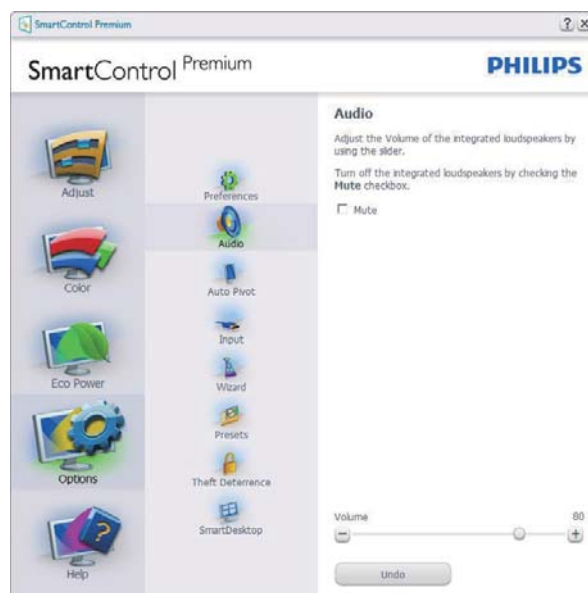 SmartControl Premium
? X
SmartControl Premium
PHILIPS
Adjust
Color
Eco Power
Options
Help
Preferences
Audio
Auto Pivot
Input
Wizard
Presets
Theft Deterrence
SmartDesktop
Audio
Adjust the Volume of the integrated loudspeakers by
using the slider.
Turn off the integrated loudspeakers by checking the
Mute checkbox.
Mute
Volume 80
Undo